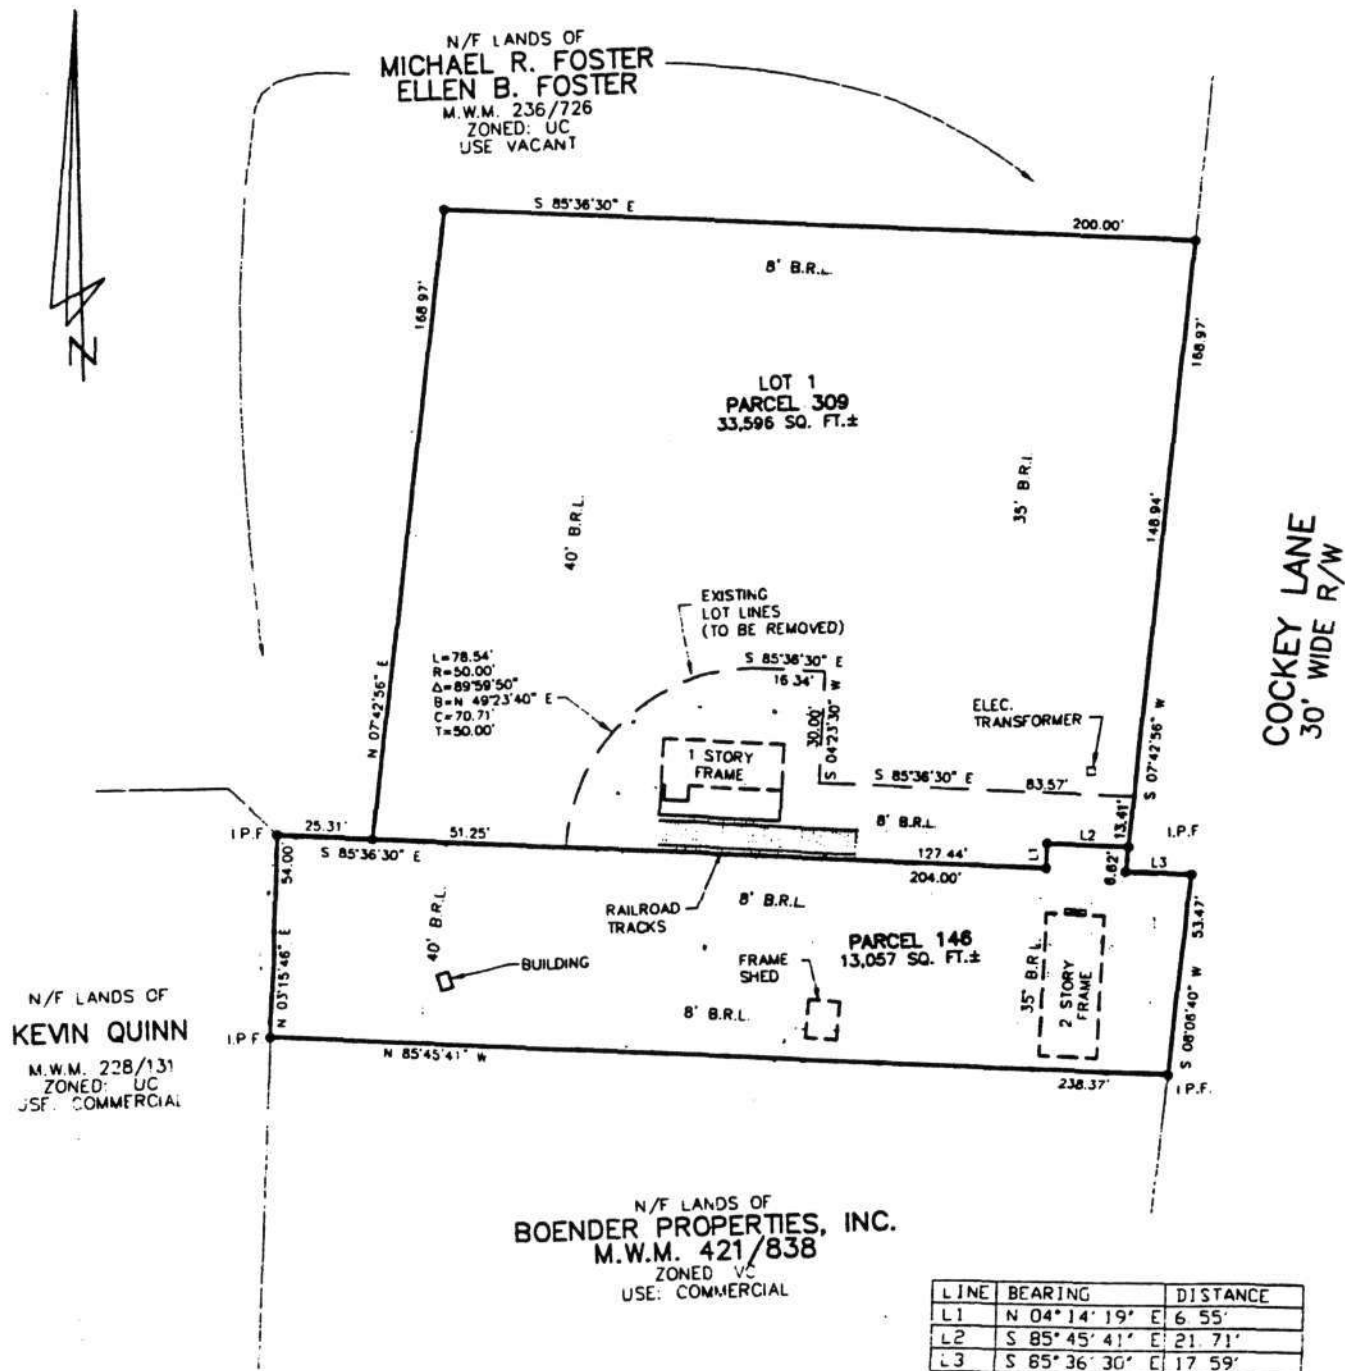 N/F LANDS OF
MICHAEL R. FOSTER
ELLEN B. FOSTER
M.W.M. 236/726
ZONED: UC
USE VACANT
N
S 85°36'30" E
200.00'
8' B.R.L.
168.97'
168.97'
LOT 1
PARCEL 309
33,596 SQ. FT.±
40' B.R.L.
35' B.R.L.
148.94'
COCKEY LANE
30' WIDE R/W
EXISTING
LOT LINES
(TO BE REMOVED)
L=78.54'
R=50.00'
Δ=89°59'50"
B=N 49°23'40" E
C=70.71'
T=50.00'
N 07°42'56" E
S 85°36'30" E
16.34'
30.00'
S 04°23'30" W
ELEC.
TRANSFORMER
S 07°42'56" W
1 STORY
FRAME
S 85°36'30" E
83.57'
8' B.R.L.
13.41'
I.P.F
25.31'
51.25'
S 85°36'30" E
127.44'
204.00'
L1
L2
6.62'
L3
I.P.F
54.00'
N 03°15'46" E
40' B.R.L.
RAILROAD
TRACKS
8' B.R.L.
PARCEL 146
13,057 SQ. FT.±
BUILDING
FRAME
SHED
8' B.R.L.
35' B.R.L.
2 STORY
FRAME
53.47'
S 08°06'40" W
N/F LANDS OF
KEVIN QUINN
M.W.M. 228/131
ZONED: UC
USE: COMMERCIAL
I.P.F
N 85°45'41" W
238.37'
I.P.F.
N/F LANDS OF
BOENDER PROPERTIES, INC.
M.W.M. 421/838
ZONED VC
USE: COMMERCIAL
LINE BEARING DISTANCE
L1 N 04°14'19" E 6.55'
L2 S 85°45'41" E 21.71'
L3 S 85°36'30" E 17.59'